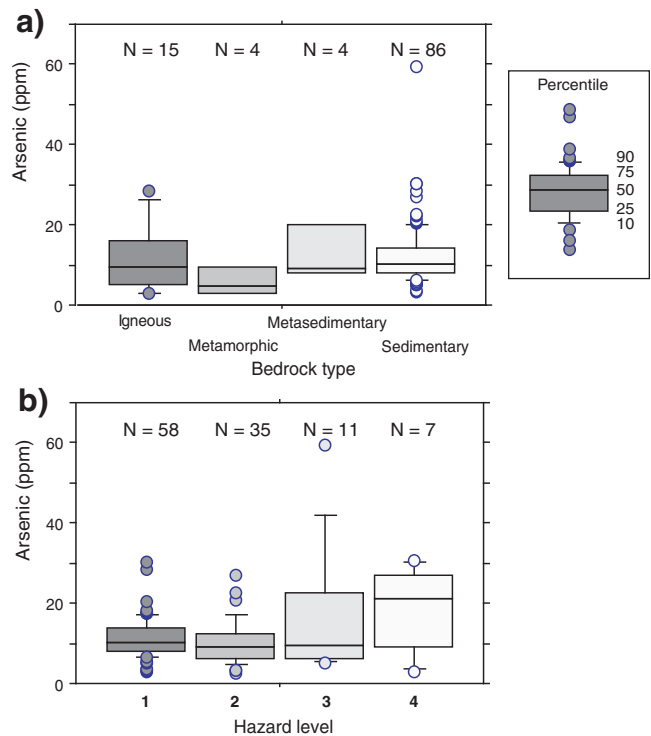 a)
N = 15 N = 4 N = 4 N = 86
Arsenic (ppm)
60
40
20
0
Igneous Metasedimentary
Metamorphic Sedimentary
Bedrock type
Percentile
90
75
50
25
10
b)
N = 58 N = 35 N = 11 N = 7
Arsenic (ppm)
60
40
20
0
1 2 3 4
Hazard level